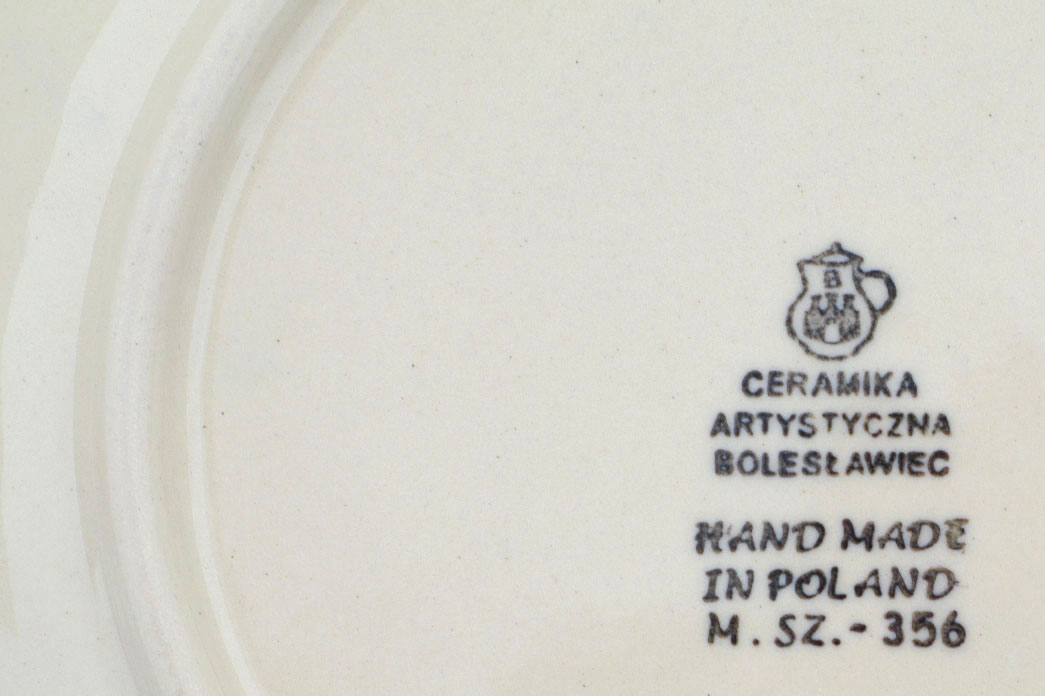 B
CERAMIKA
ARTYSTYCZNA
BOLESŁAWIEC
HAND MADE
IN POLAND
M. SZ.- 356